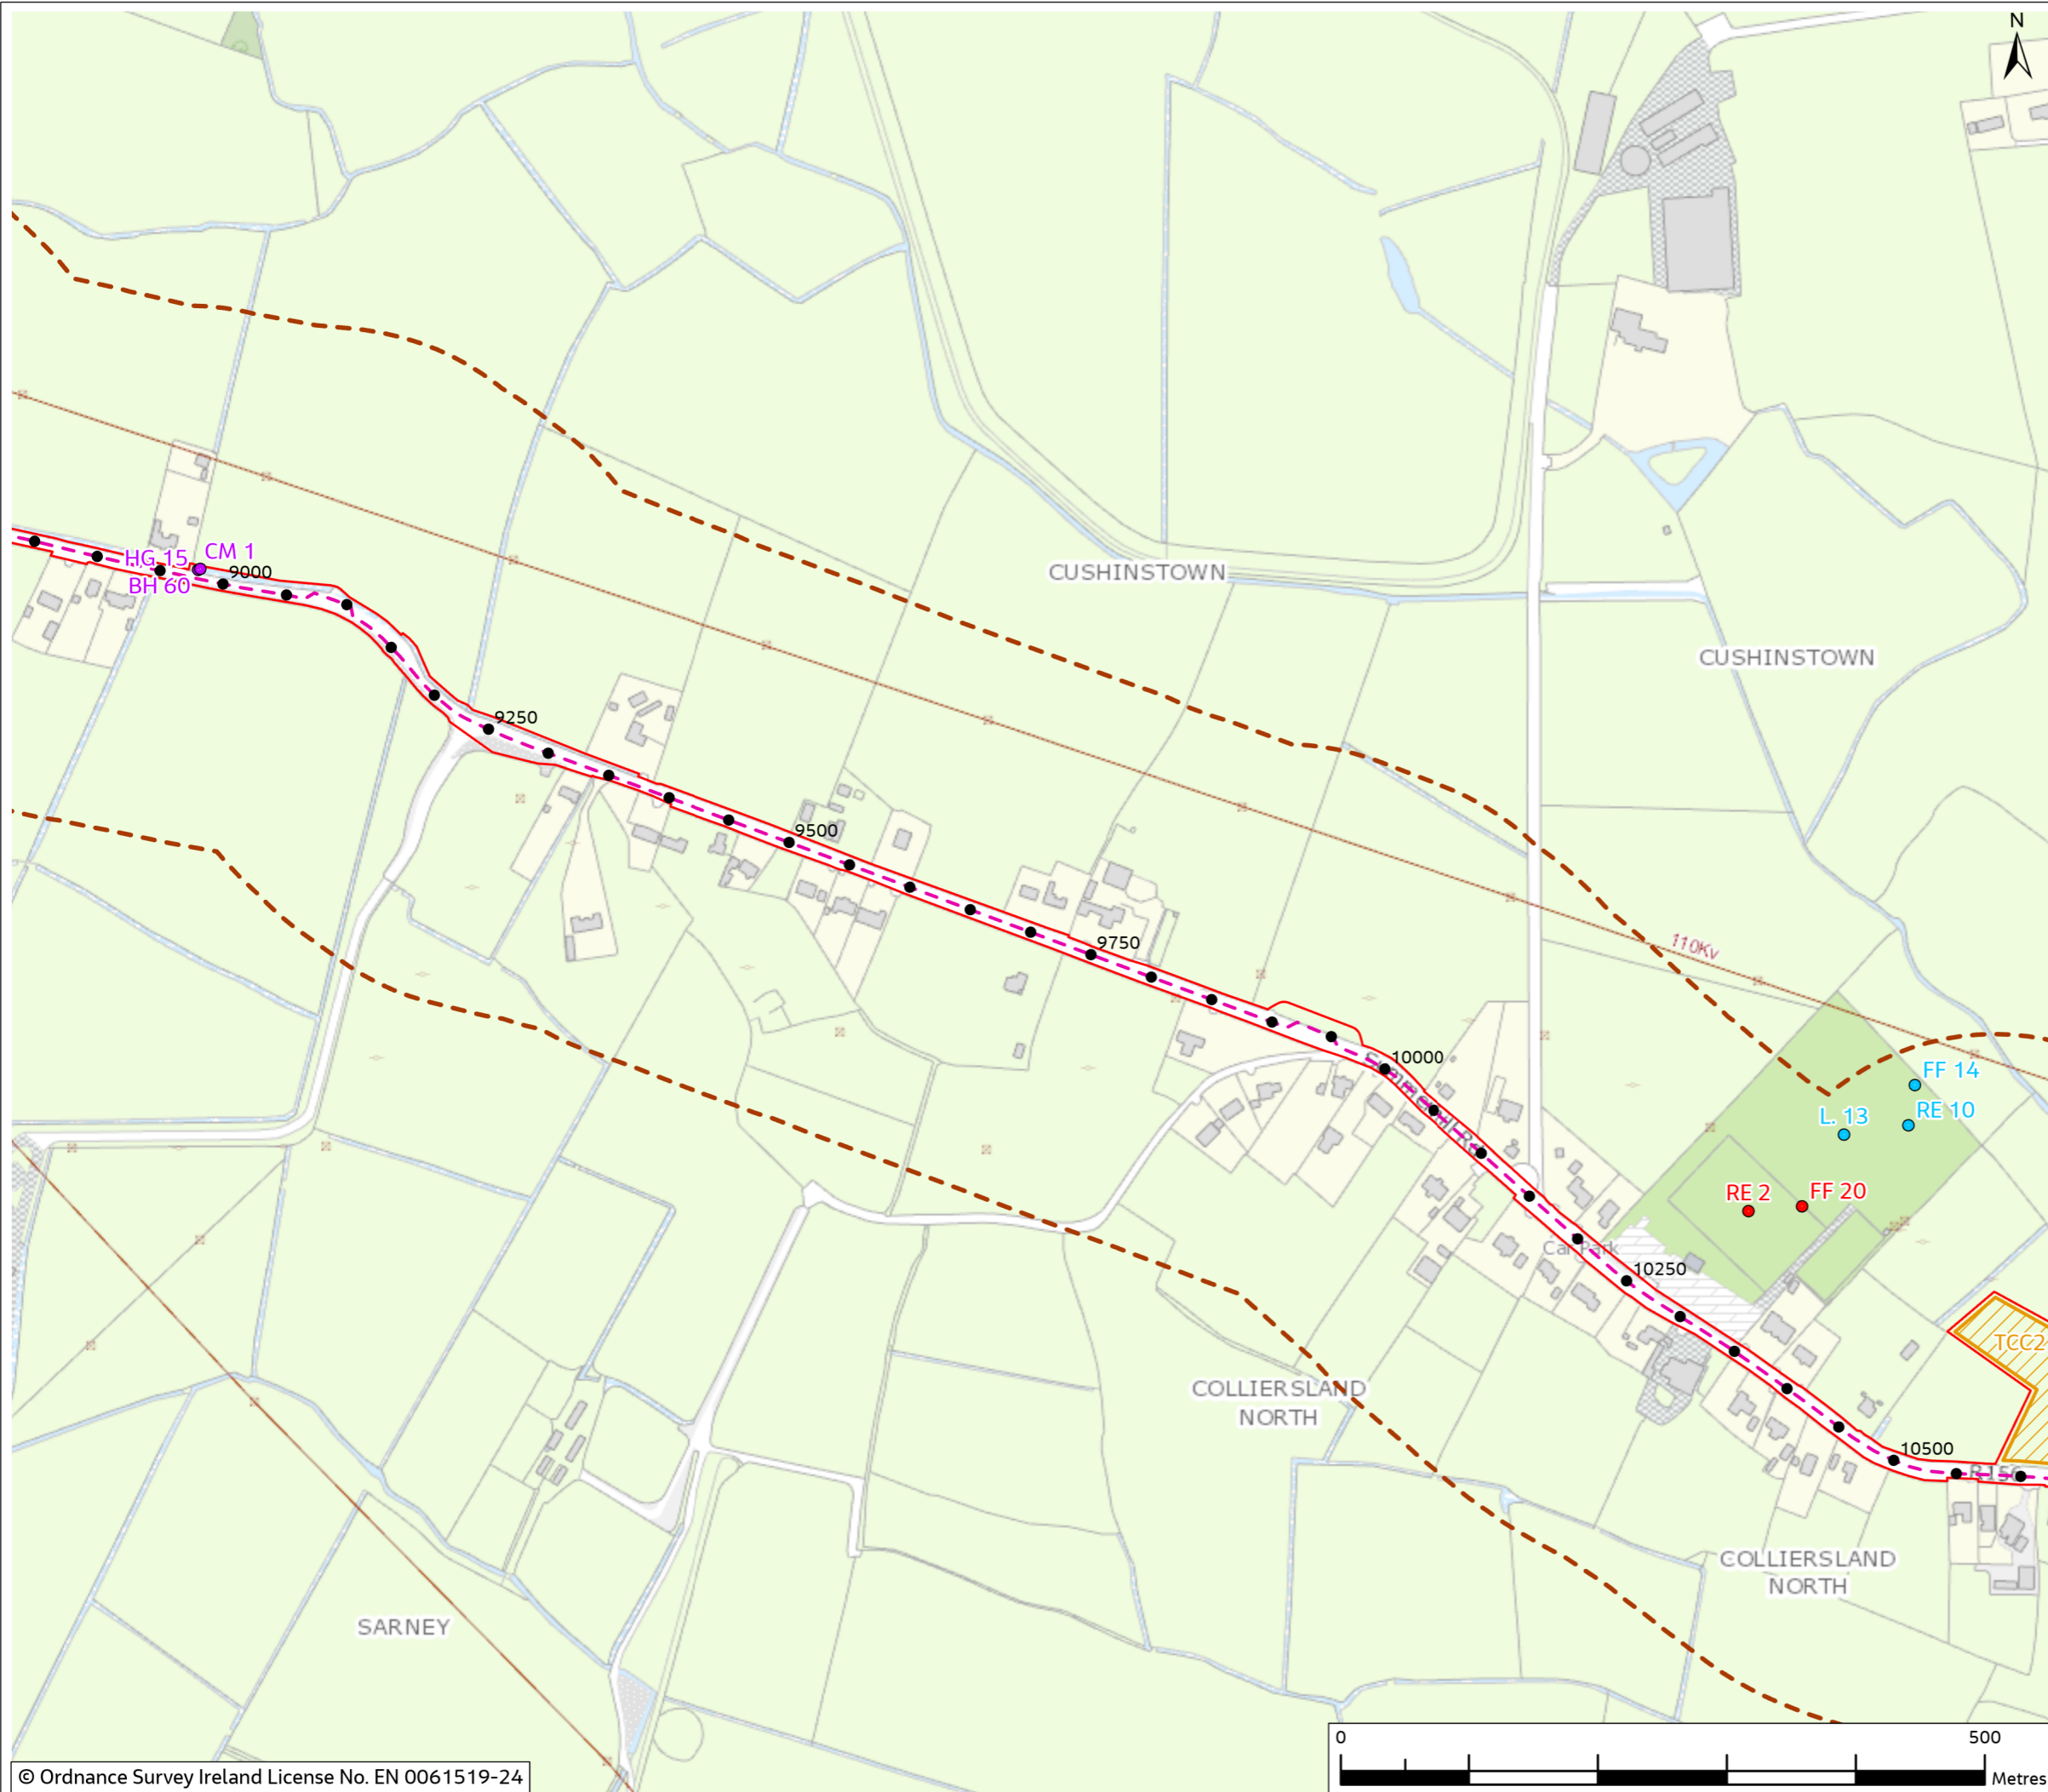 N
HG 15
CM 1
BH 60
9000
CUSHINSTOWN
CUSHINSTOWN
9250
9500
9750
110Kv
10000
FF 14
RE 10
L. 13
RE 2
FF 20
Car Park
10250
TCC2
COLLIERSLAND
NORTH
10500
COLLIERSLAND
NORTH
SARNEY
0
500
Metres
© Ordnance Survey Ireland License No. EN 0061519-24